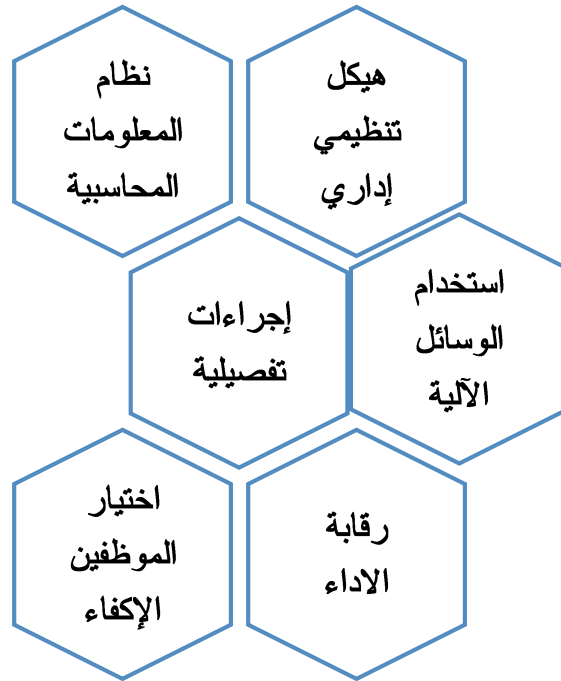 هيكل
تنظيمي
إداري
نظام
المعلومات
المحاسبية
استخدام
الوسائل
الآلية
إجراءات
تفصيلية
رقابة
الاداء
اختيار
الموظفين
الإكفاء